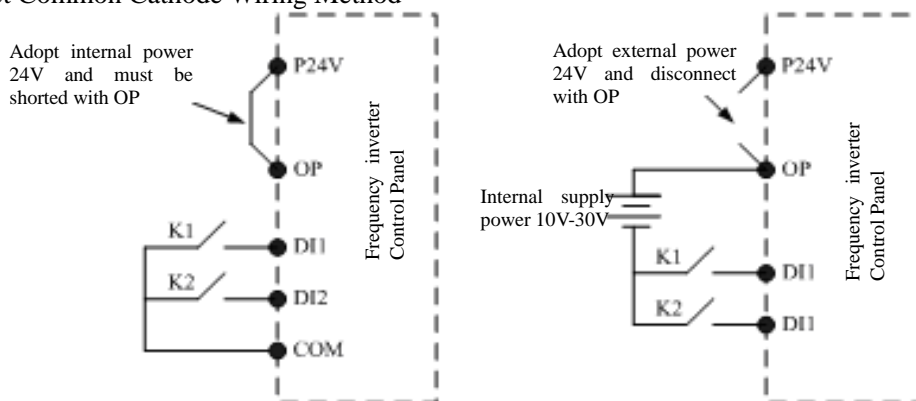 Common Cathode Wiring Method
Adopt internal power
24V and must be
shorted with OP
P24V
OP
K1
DI1
K2
DI2
COM
Frequency inverter
Control Panel
Adopt external power
24V and disconnect
with OP
P24V
OP
Internal supply
power 10V-30V
K1
DI1
K2
DI1
Frequency inverter
Control Panel